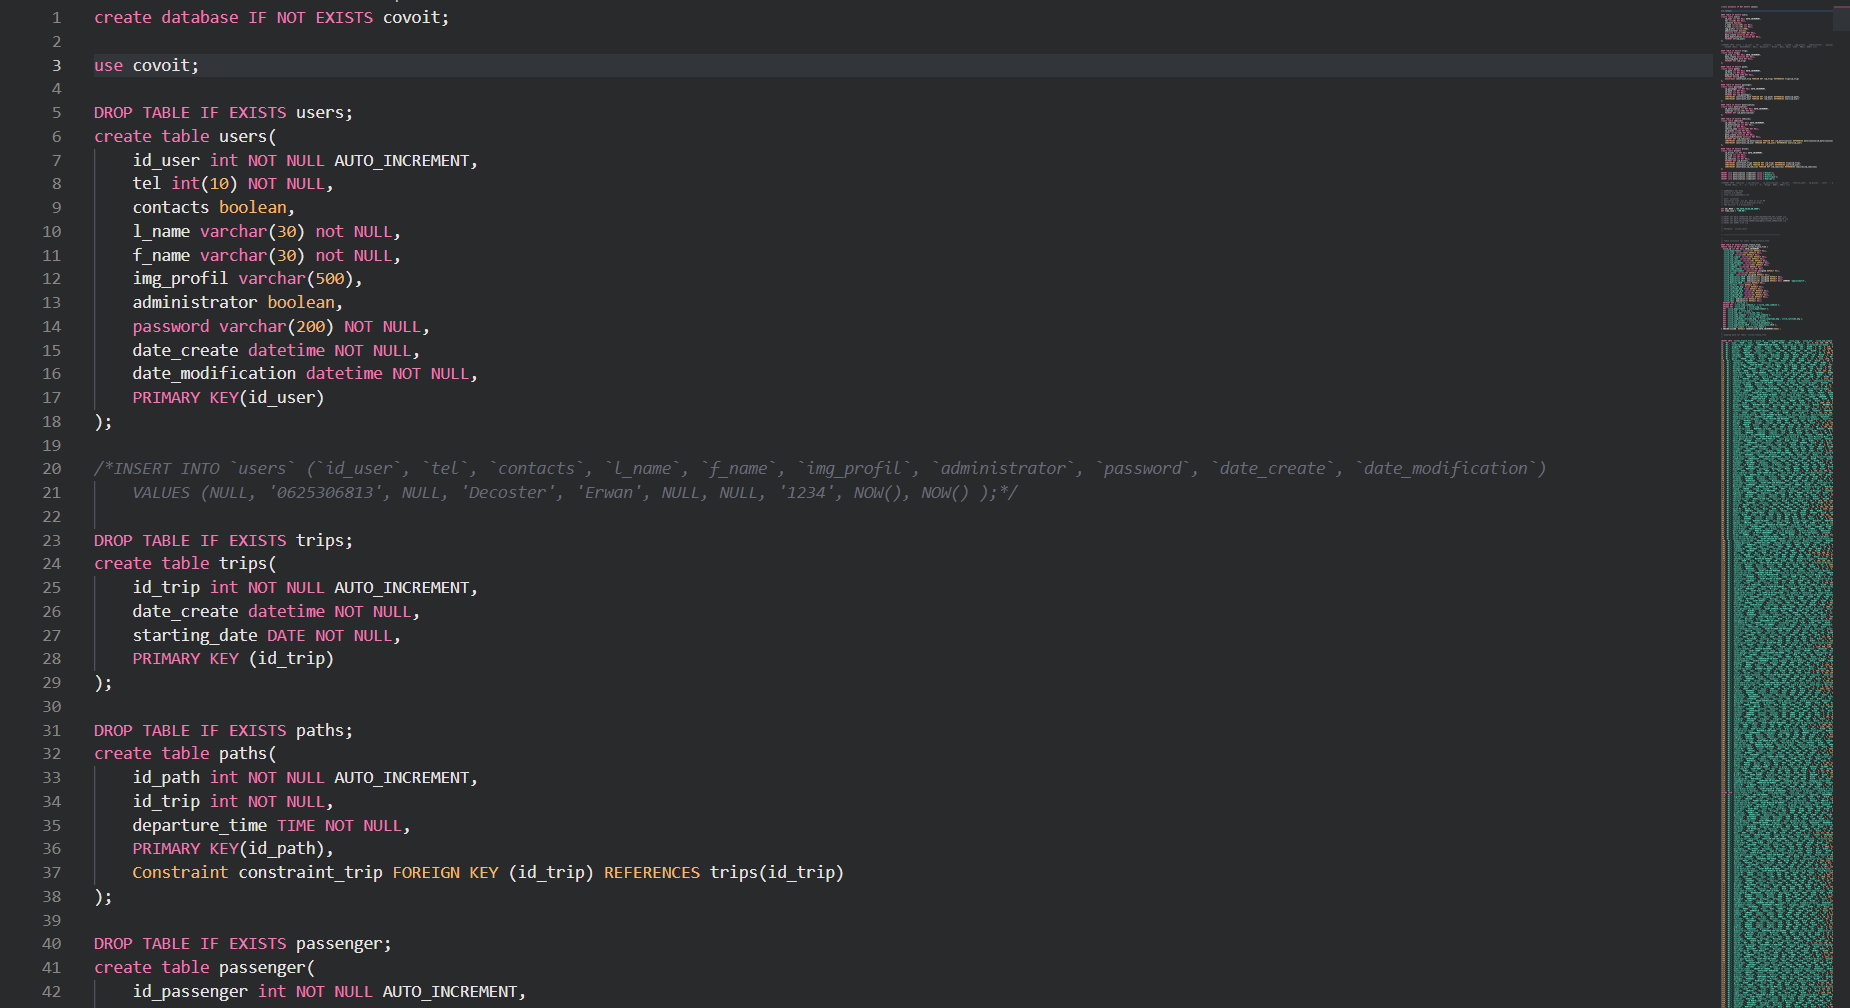 1 create database IF NOT EXISTS covoit;
2
3 use covoit;
4
5 DROP TABLE IF EXISTS users;
6 create table users(
7 id_user int NOT NULL AUTO_INCREMENT,
8 tel int(10) NOT NULL,
9 contacts boolean,
10 l_name varchar(30) not NULL,
11 f_name varchar(30) not NULL,
12 img_profil varchar(500),
13 administrator boolean,
14 password varchar(200) NOT NULL,
15 date_create datetime NOT NULL,
16 date_modification datetime NOT NULL,
17 PRIMARY KEY(id_user)
18 );
19
20 /*INSERT INTO `users` (`id_user`, `tel`, `contacts`, `l_name`, `f_name`, `img_profil`, `administrator`, `password`, `date_create`, `date_modification`)
21 VALUES (NULL, '0625306813', NULL, 'Decoster', 'Erwan', NULL, NULL, '1234', NOW(), NOW() );*/
22
23 DROP TABLE IF EXISTS trips;
24 create table trips(
25 id_trip int NOT NULL AUTO_INCREMENT,
26 date_create datetime NOT NULL,
27 starting_date DATE NOT NULL,
28 PRIMARY KEY (id_trip)
29 );
30
31 DROP TABLE IF EXISTS paths;
32 create table paths(
33 id_path int NOT NULL AUTO_INCREMENT,
34 id_trip int NOT NULL,
35 departure_time TIME NOT NULL,
36 PRIMARY KEY(id_path),
37 Constraint constraint_trip FOREIGN KEY (id_trip) REFERENCES trips(id_trip)
38 );
39
40 DROP TABLE IF EXISTS passenger;
41 create table passenger(
42 id_passenger int NOT NULL AUTO_INCREMENT,